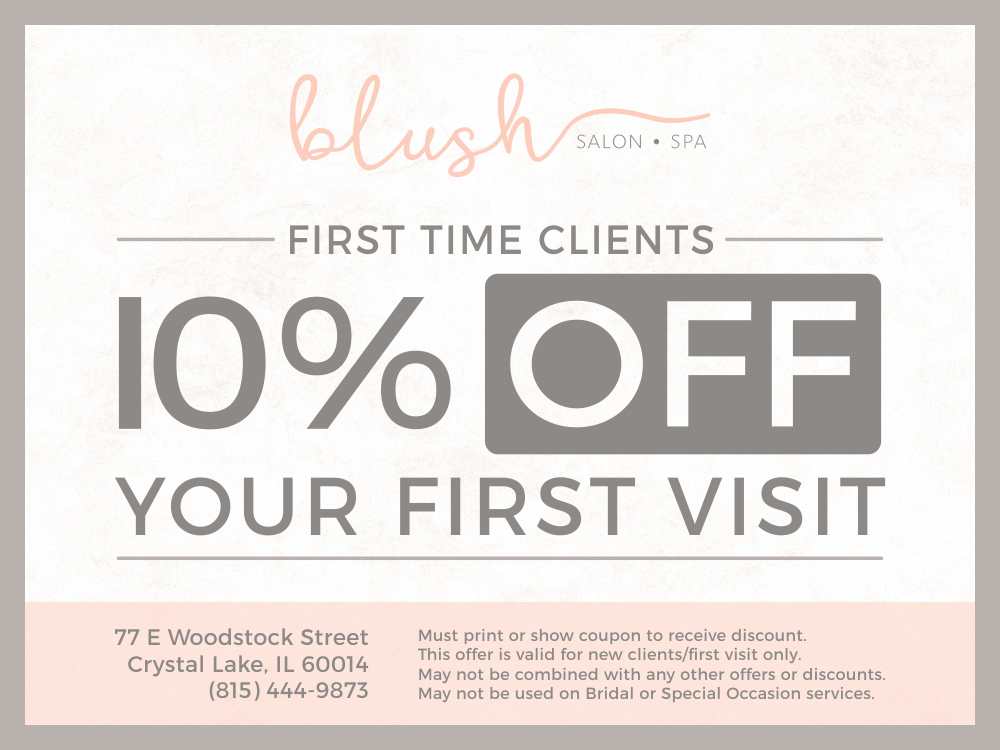 blush
SALON • SPA
FIRST TIME CLIENTS
10% OFF
YOUR FIRST VISIT
77 E Woodstock Street
Crystal Lake, IL 60014
(815) 444-9873
Must print or show coupon to receive discount.
This offer is valid for new clients/first visit only.
May not be combined with any other offers or discounts.
May not be used on Bridal or Special Occasion services.